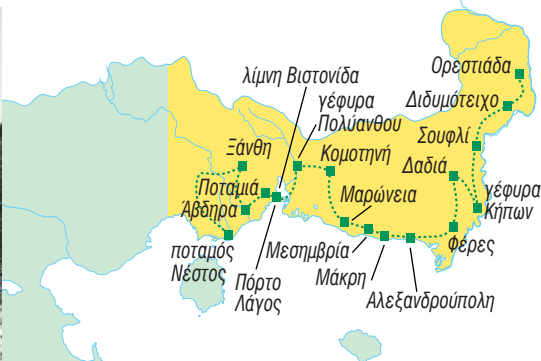 Ορεστιάδα
λίμνη Βιστονίδα
Διδυμότειχο
γέφυρα
Πολύανθου
Σουφλί
Ξάνθη
Κομοτηνή
Δαδιά
Ποταμιά
Μαρώνεια
γέφυρα
Κήπων
Άβδηρα
ποταμός
Νέστος
Μεσημβρία
Φέρες
Πόρτο
Λάγος
Μάκρη
Αλεξανδρούπολη